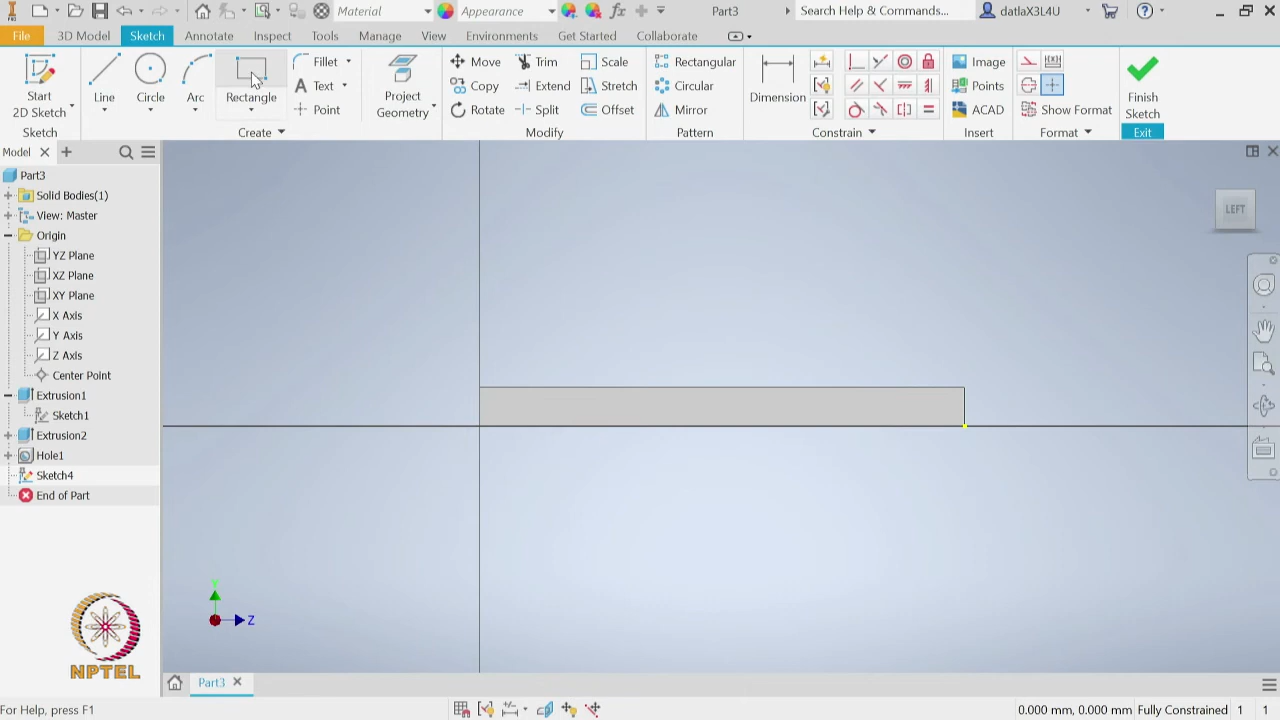 Material
Appearance
Part3
Search Help & Commands...
datlaX3L4U
File
3D Model
Sketch
Annotate
Inspect
Tools
Manage
View
Environments
Get Started
Collaborate
Start
2D Sketch
Line
Circle
Arc
Rectangle
Fillet
Text
Point
Project
Geometry
Move
Copy
Rotate
Trim
Extend
Split
Scale
Stretch
Offset
Rectangular
Circular
Mirror
Dimension
Image
Points
ACAD
Show Format
Finish
Sketch
Sketch
Create
Modify
Pattern
Constrain
Insert
Format
Exit
Model
Part3
Solid Bodies(1)
View: Master
Origin
YZ Plane
XZ Plane
XY Plane
X Axis
Y Axis
Z Axis
Center Point
Extrusion1
Sketch1
Extrusion2
Hole1
Sketch4
End of Part
LEFT
Y
Z
NPTEL
Part3
For Help, press F1
0.000 mm, 0.000 mm Fully Constrained 1 1